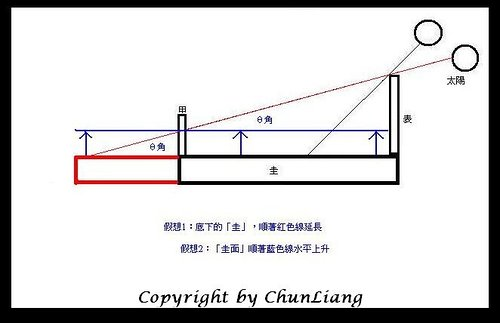 太陽
表
甲
θ角
θ角
圭
假想1：底下的「圭」，順著紅色線延長
假想2：「圭面」順著藍色線水平上升
Copyright by ChunLiang